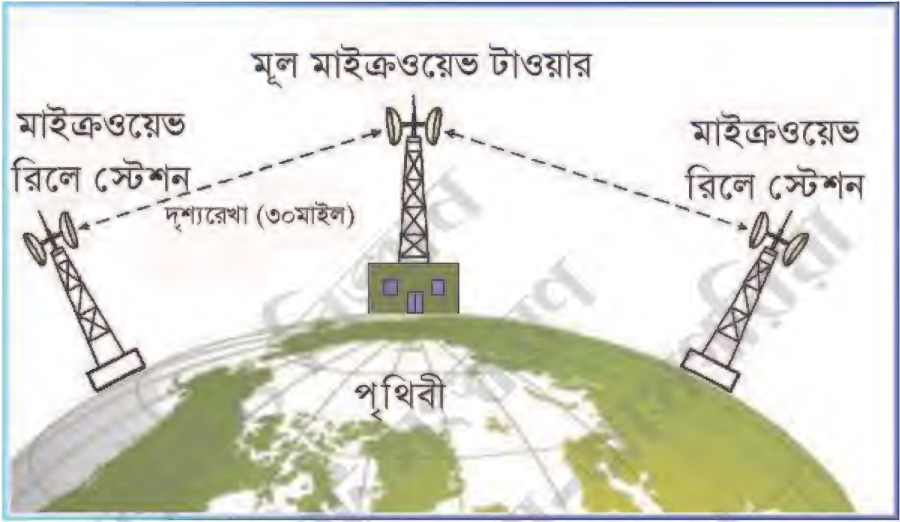 মূল মাইক্রওয়েভ টাওয়ার
মাইক্রওয়েভ
রিলে স্টেশন
মাইক্রওয়েভ
রিলে স্টেশন
দৃশ্যরেখা (৩০মাইল)
পৃথিবী